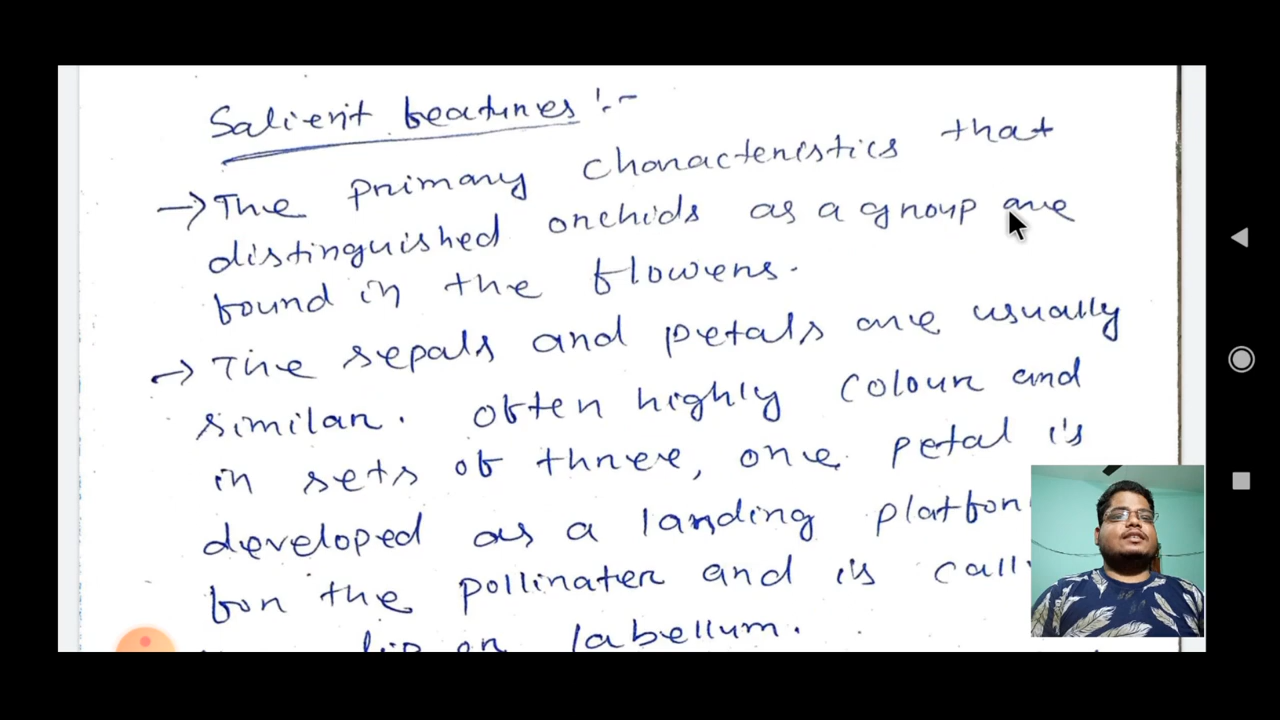 Salient features :-
→ The primary characteristics that
distinguished orchids as a group are
found in the flowers.
→ The sepals and petals are usually
similar. often highly colour and
in sets of three, one petal is
developed as a landing
for the pollinater and is
lip or labellum.